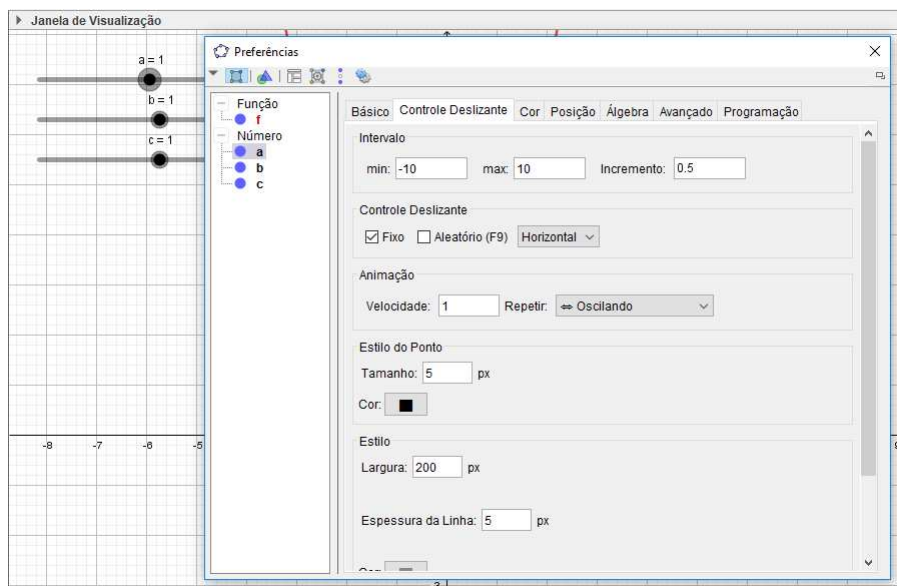 Janela de Visualização
Preferências
a = 1
b = 1
c = 1
Função
f
Número
a
b
c
Básico Controle Deslizante Cor Posição Álgebra Avançado Programação
Intervalo
min: -10 max: 10 Incremento: 0.5
Controle Deslizante
Fixo Aleatório (F9) Horizontal
Animação
Velocidade: 1 Repetir: ⇔ Oscilando
Estilo do Ponto
Tamanho: 5 px
Cor:
Estilo
Largura: 200 px
Espessura da Linha: 5 px
-8 -7 -6 -5